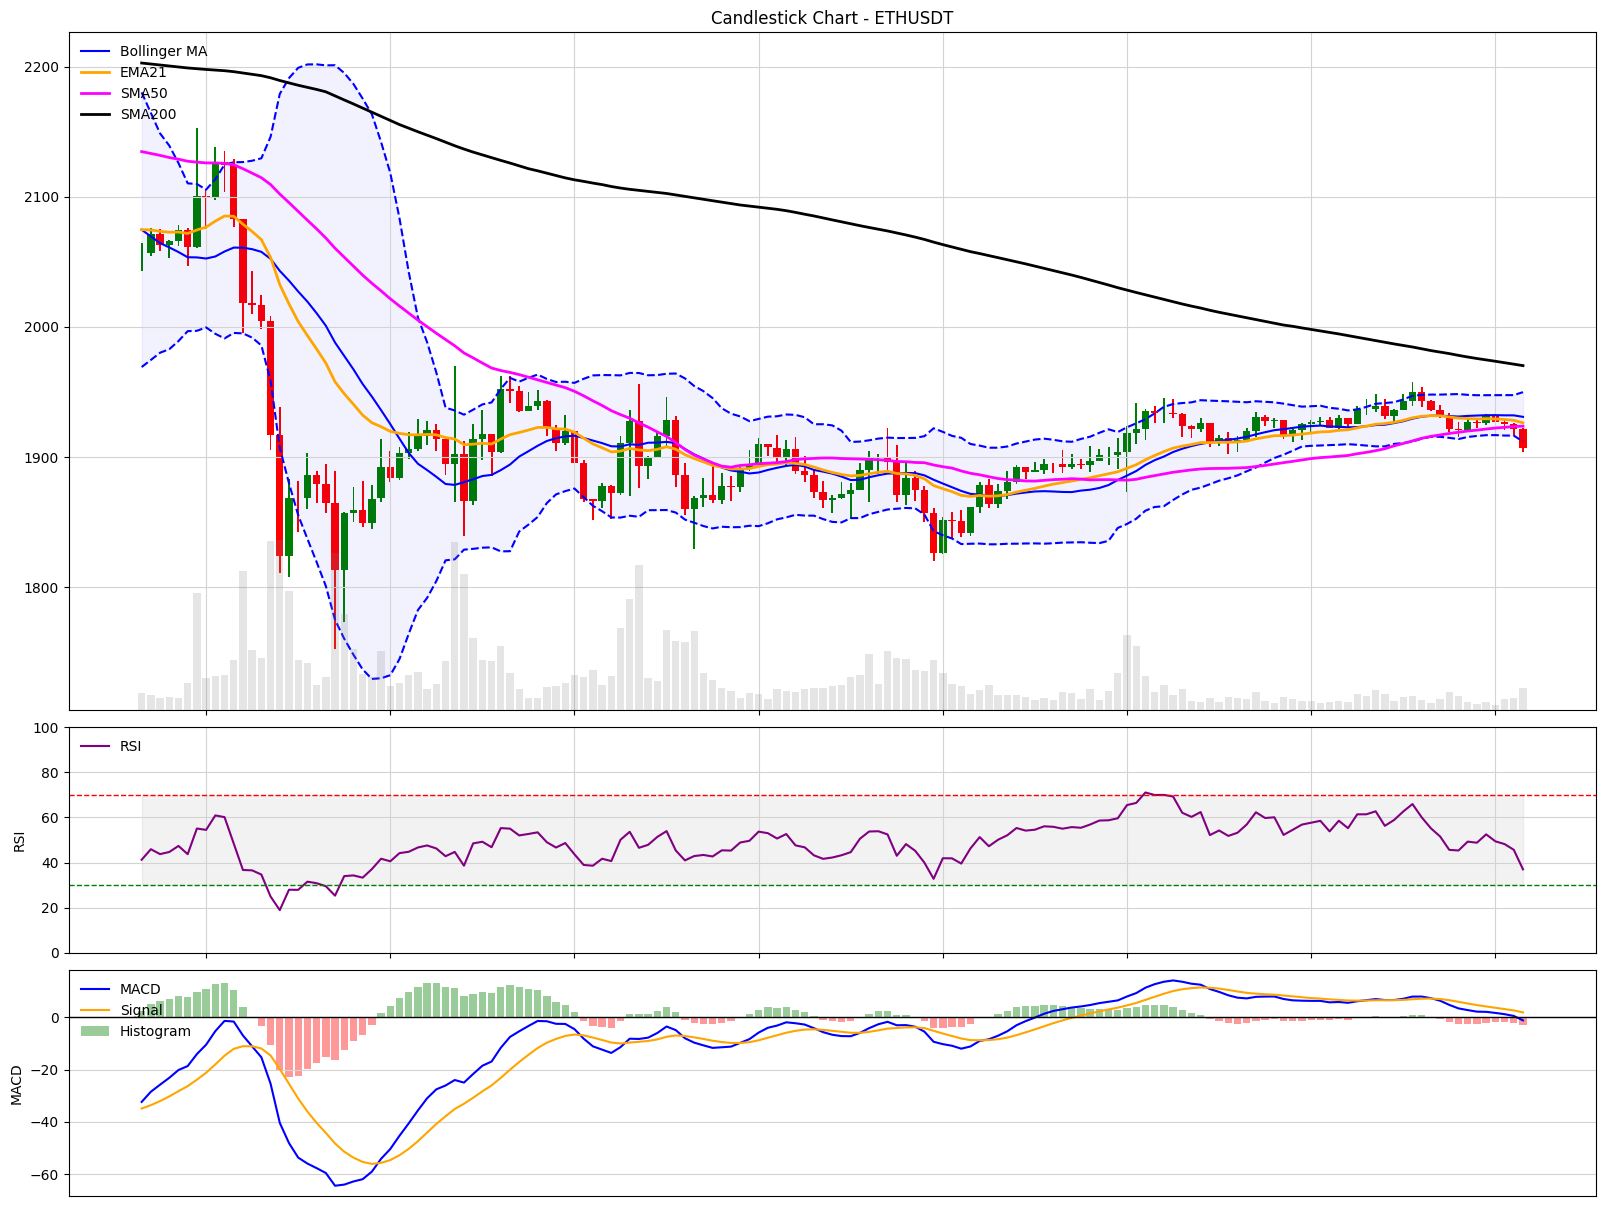 Candlestick Chart - ETHUSDT
Bollinger MA
EMA21
SMA50
SMA200
2200
2100
2000
1900
1800
RSI
100
80
60
40
20
0
RSI
MACD
Signal
Histogram
0
−20
−40
−60
MACD